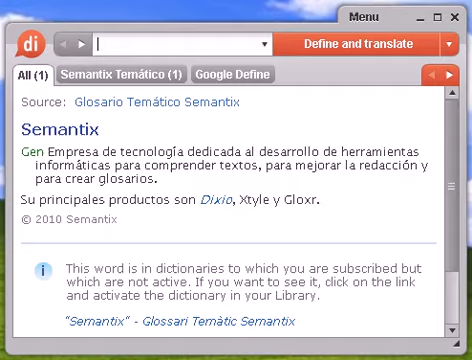 Menu
di
Define and translate
All (1) Semantix Temático (1) Google Define
Source: Glosario Temático Semantix
Semantix
Gen Empresa de tecnología dedicada al desarrollo de herramientas
informáticas para comprender textos, para mejorar la redacción y
para crear glosarios.
Su principales productos son Dixio, Xtyle y Gloxr.
© 2010 Semantix
i
This word is in dictionaries to which you are subscribed but
which are not active. If you want to see it, click on the link
and activate the dictionary in your Library.
"Semantix" - Glossari Temàtic Semantix